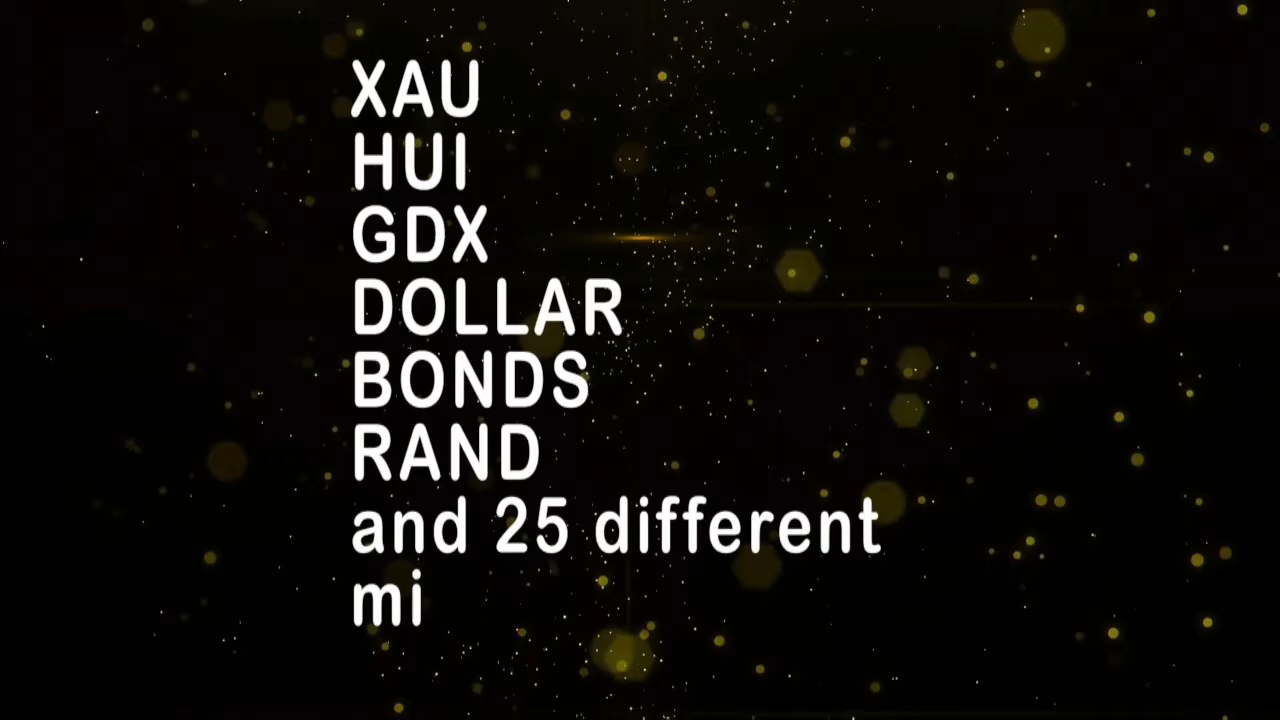 XAU
HUI
GDX
DOLLAR
BONDS
RAND
and 25 different
mi